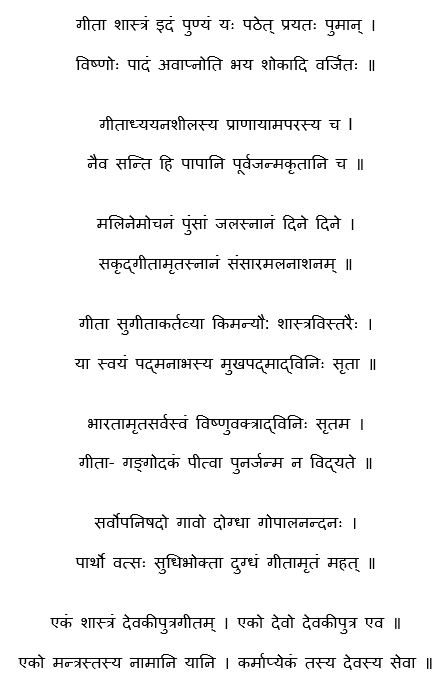 गीता शास्त्रं इदं पुण्यं यः पठेत् प्रयतः पुमान् ।
विष्णोः पादं अवाप्नोति भय शोकादि वर्जितः ॥
गीताध्ययनशीलस्य प्राणायामपरस्य च ।
नैव सन्ति हि पापानि पूर्वजन्मकृतानि च ॥
मलिनेमोचनं पुंसां जलस्नानं दिने दिने ।
सकृद्गीतामृतस्नानं संसारमलनाशनम् ॥
गीता सुगीताकर्तव्या किमन्यौ: शास्त्रविस्तरैः ।
या स्वयं पद्मनाभस्य मुखपद्माद्विनिः सृता ॥
भारतामृतसर्वस्वं विष्णुवक्त्राद्विनिः सृतम ।
गीता- गङ्गोदकं पीत्वा पुनर्जन्म न विद्यते ॥
सर्वोपनिषदो गावो दोग्धा गोपालनन्दनः ।
पार्थो वत्सः सुधिभोक्ता दुग्धं गीतामृतं महत् ॥
एकं शास्त्रं देवकीपुत्रगीतम् । एको देवो देवकीपुत्र एव ॥
एको मन्त्रस्तस्य नामानि यानि । कर्माप्येकं तस्य देवस्य सेवा ॥